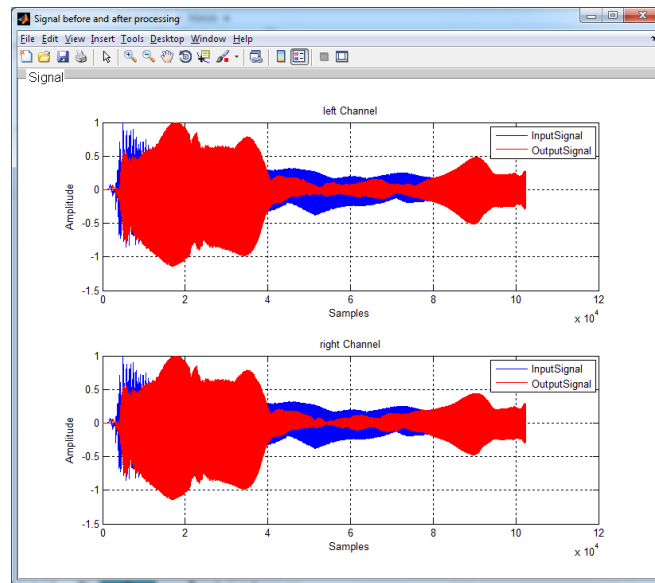 Signal before and after processing
File Edit View Insert Tools Desktop Window Help
Signal
left Channel
1
0.5
0
-0.5
-1
-1.5
Amplitude
InputSignal
OutputSignal
0 2 4 6 8 10 12
Samples
x 10^4
right Channel
1
0.5
0
-0.5
-1
-1.5
Amplitude
InputSignal
OutputSignal
0 2 4 6 8 10 12
Samples
x 10^4